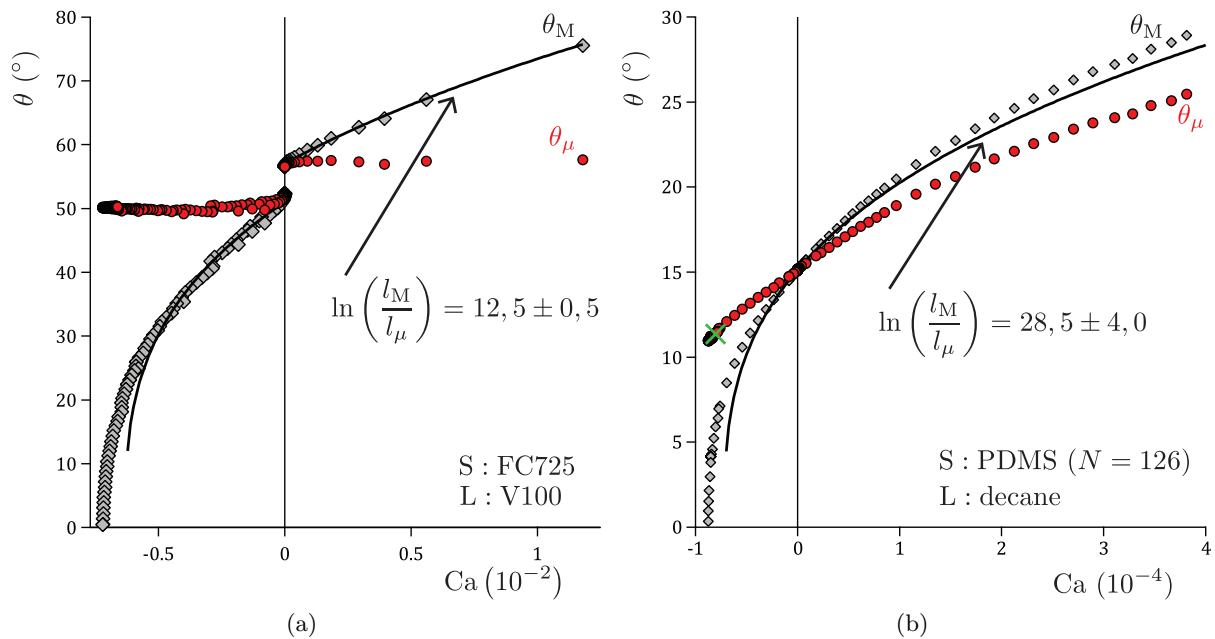 80
70
60
50
40
30
20
10
0
θ (°)
θ_M
θ_μ
ln (l_M / l_μ) = 12, 5 ± 0, 5
S : FC725
L : V100
-0.5
0
0.5
1
Ca (10⁻²)
(a)
30
25
20
15
10
5
0
θ (°)
θ_M
θ_μ
ln (l_M / l_μ) = 28, 5 ± 4, 0
S : PDMS (N = 126)
L : decane
-1
0
1
2
3
4
Ca (10⁻⁴)
(b)